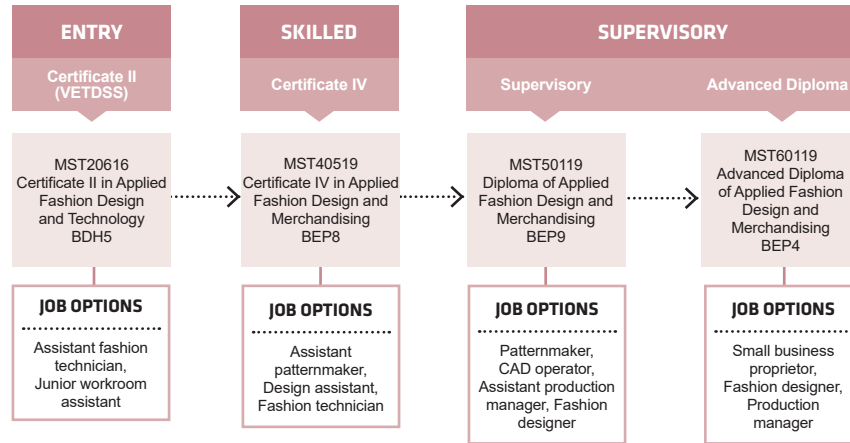 ENTRY
SKILLED
SUPERVISORY
Certificate II
(VETDSS)
Certificate IV
Supervisory
Advanced Diploma
MST20616
Certificate II in Applied
Fashion Design
and Technology
BDH5
MST40519
Certificate IV in Applied
Fashion Design and
Merchandising
BEP8
MST50119
Diploma of Applied
Fashion Design and
Merchandising
BEP9
MST60119
Advanced Diploma
of Applied Fashion
Design and
Merchandising
BEP4
JOB OPTIONS
Assistant fashion
technician,
Junior workroom
assistant
JOB OPTIONS
Assistant
patternmaker,
Design assistant,
Fashion technician
JOB OPTIONS
Patternmaker,
CAD operator,
Assistant production
manager, Fashion
designer
JOB OPTIONS
Small business
proprietor,
Fashion designer,
Production
manager